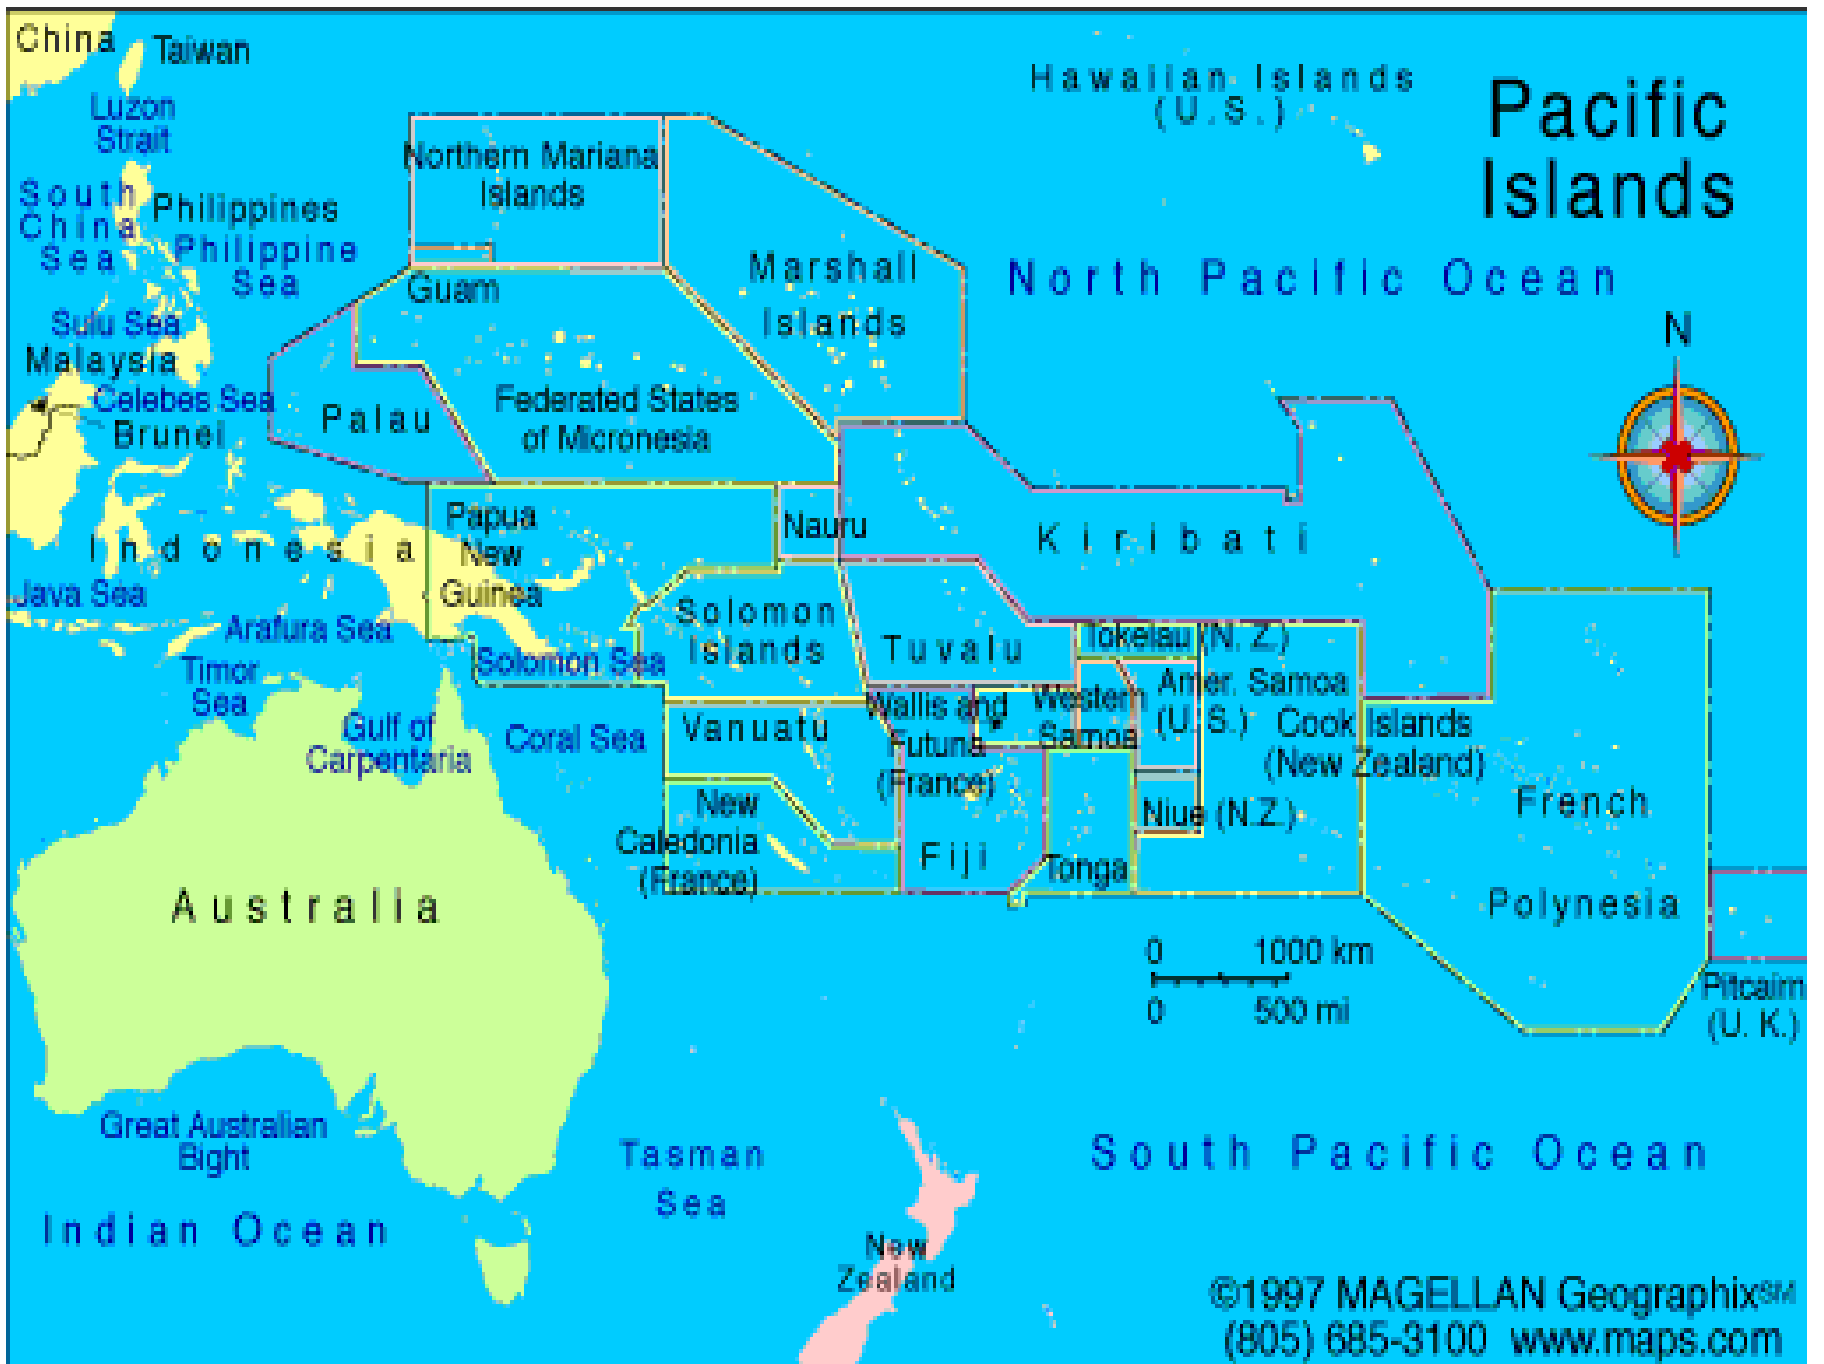 China
Taiwan
Hawaiian Islands
(U.S.)
Pacific
Islands
Luzon
Strait
Northern Mariana
Islands
South
China
Sea
Philippines
Philippine
Sea
Guam
Marshall
Islands
North Pacific Ocean
N
Sulu Sea
Malaysia
Celebes Sea
Brunei
Palau
Federated States
of Micronesia
Papua
New
Guinea
Nauru
Kiribati
Indonesia
Java Sea
Arafura Sea
Timor
Sea
Solomon Sea
Solomon
Islands
Tuvalu
Tokelau (N. Z.)
Gulf of
Carpentaria
Coral Sea
Vanuatu
Wallis and
Futuna
(France)
Western
Samoa
Amer. Samoa
(U. S.)
Cook Islands
(New Zealand)
New
Caledonia
(France)
Fiji
Tonga
Niue (N.Z.)
French
Polynesia
Australia
0 1000 km
0 500 mi
Pitcairn
(U. K.)
Great Australian
Bight
Tasman
Sea
South Pacific Ocean
Indian Ocean
New
Zealand
©1997 MAGELLAN Geographix℠
(805) 685-3100 www.maps.com